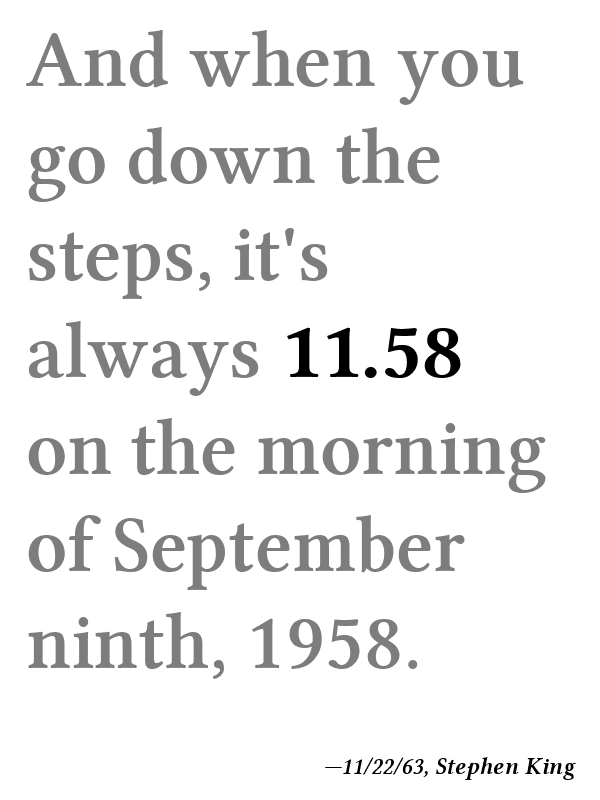 And when you
go down the
steps, it's
always 11.58
on the morning
of September
ninth, 1958.
—11/22/63, Stephen King